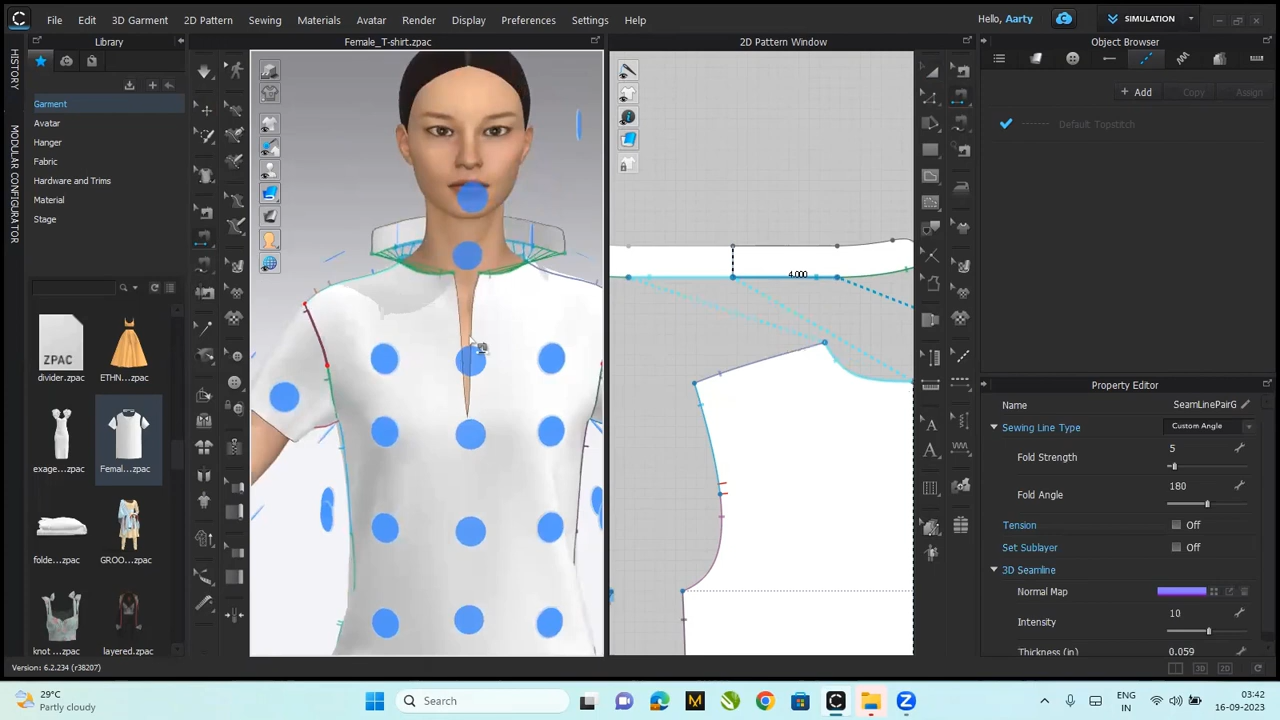 File Edit 3D Garment 2D Pattern Sewing Materials Avatar Render Display Preferences Settings Help
Hello, Aarty
SIMULATION
HISTORY
MODULAR CONFIGURATOR
Library
Garment
Avatar
Hanger
Fabric
Hardware and Trims
Material
Stage
ZPAC
divider.zpac
ETHN...zpac
exage...zpac
Femal...zpac
folde...zpac
GROO...zpac
knot ....zpac
layered.zpac
Version: 6.2.234 (r38207)
Female_T-shirt.zpac
2D Pattern Window
4.000
Object Browser
+ Add
Copy
Assign
Default Topstitch
Property Editor
Name SeamLinePairG
Sewing Line Type Custom Angle
Fold Strength 5
Fold Angle 180
Tension Off
Set Sublayer Off
3D Seamline
Normal Map
Intensity 10
Thickness (in) 0.059
3D 2D
29°C
Partly cloudy
Search
ENG
IN
03:42
16-09-2023